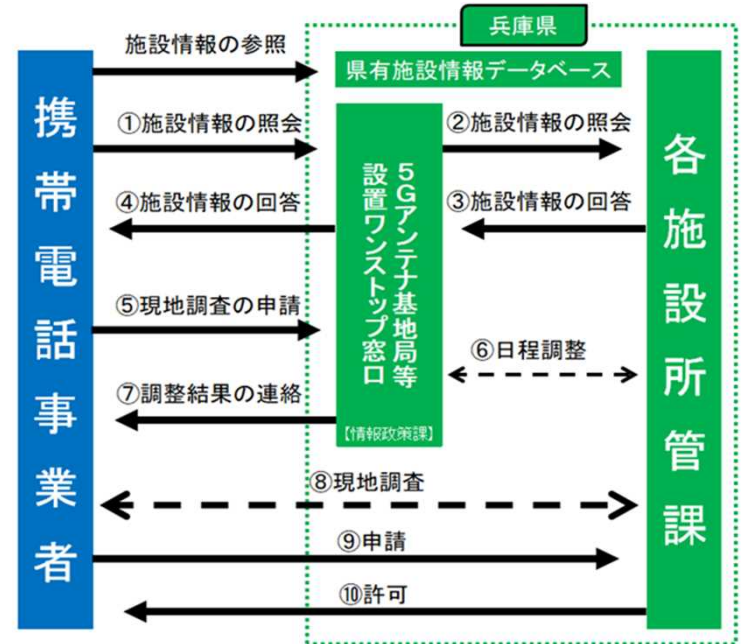 兵庫県
施設情報の参照
県有施設情報データベース
携帯電話事業者
①施設情報の照会
②施設情報の照会
各施設所管課
5Gアンテナ基地局等
設置ワンストップ窓口
④施設情報の回答
③施設情報の回答
⑤現地調査の申請
⑥日程調整
⑦調整結果の連絡
【情報政策課】
⑧現地調査
⑨申請
⑩許可